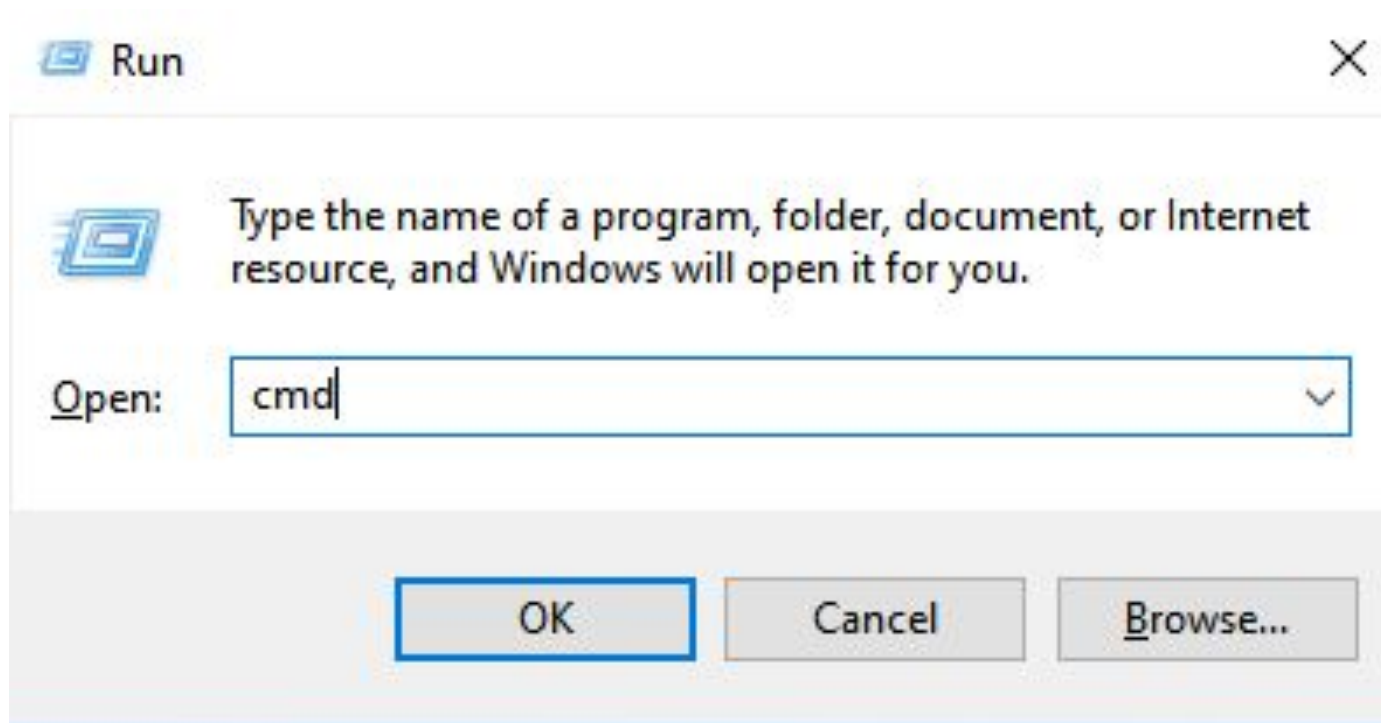 Run
Type the name of a program, folder, document, or Internet
resource, and Windows will open it for you.
Open: cmd
OK Cancel Browse...